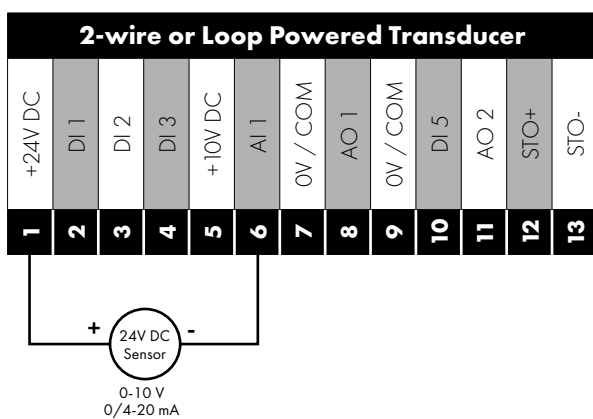 2-wire or Loop Powered Transducer
+24V DC
DI 1
DI 2
DI 3
+10V DC
AI 1
0V / COM
AO 1
0V / COM
DI 5
AO 2
STO+
STO-
1 2 3 4 5 6 7 8 9 10 11 12 13
+ -
24V DC
Sensor
0-10 V
0/4-20 mA